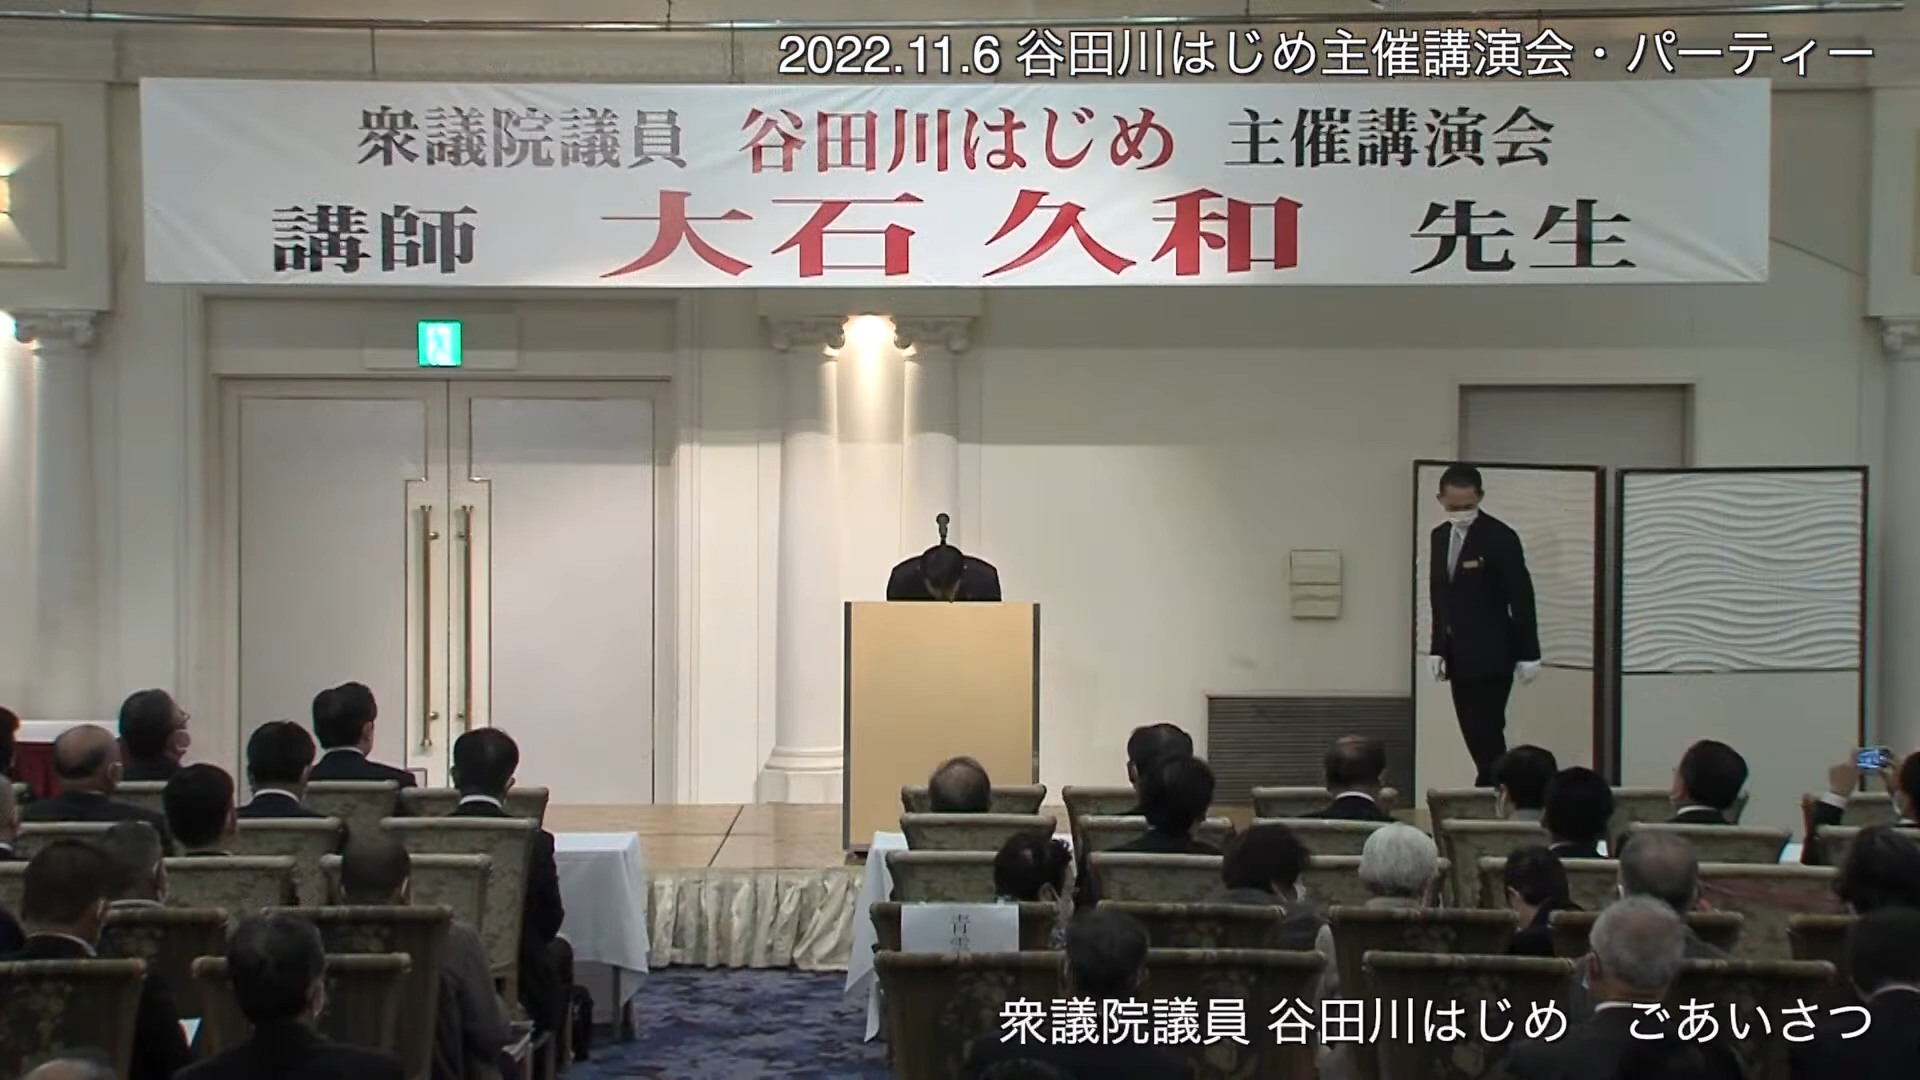 2022.11.6 谷田川はじめ主催講演会・パーティー
衆議院議員 谷田川はじめ 主催講演会
講師 大石 久和 先生
青雲
衆議院議員 谷田川はじめ ごあいさつ